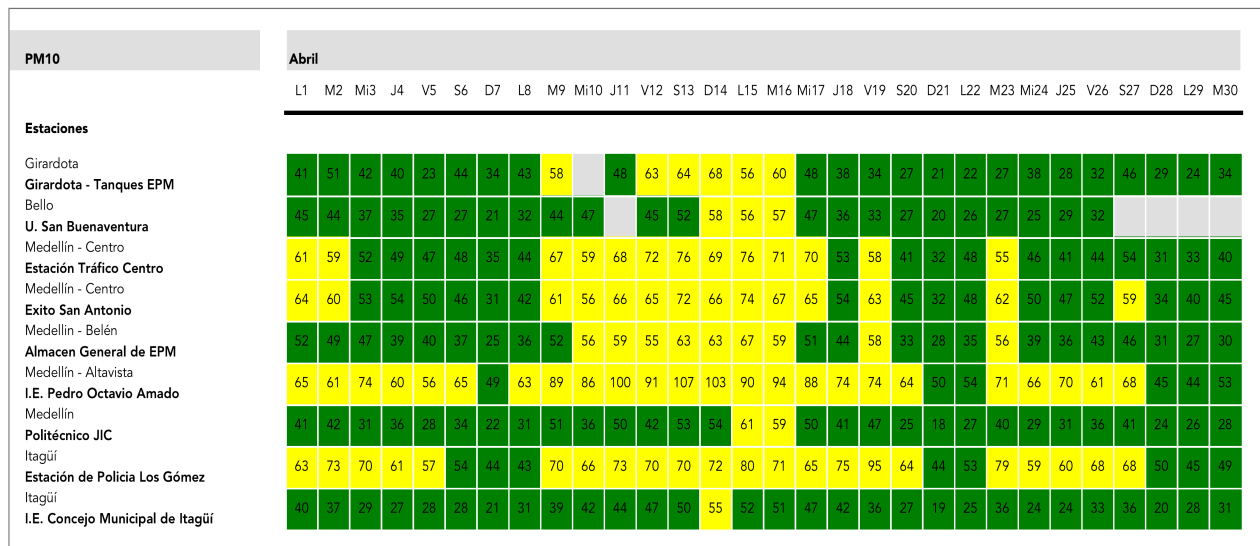 PM10 Abril
L1 M2 Mi3 J4 V5 S6 D7 L8 M9 Mi10 J11 V12 S13 D14 L15 M16 Mi17 J18 V19 S20 D21 L22 M23 Mi24 J25 V26 S27 D28 L29 M30
Estaciones
Girardota
41 51 42 40 23 44 34 43 58 48 63 64 68 56 60 48 38 34 27 21 22 27 38 28 32 46 29 24 34
Girardota - Tanques EPM
Bello
45 44 37 35 27 27 21 32 44 47 45 52 58 56 57 47 36 33 27 20 26 27 25 29 32
U. San Buenaventura
Medellín - Centro
61 59 52 49 47 48 35 44 67 59 68 72 76 69 76 71 70 53 58 41 32 48 55 46 41 44 54 31 33 40
Estación Tráfico Centro
Medellín - Centro
64 60 53 54 50 46 31 42 61 56 66 65 72 66 74 67 65 54 63 45 32 48 62 50 47 52 59 34 40 45
Exito San Antonio
Medellin - Belén
52 49 47 39 40 37 25 36 52 56 59 55 63 63 67 59 51 44 58 33 28 35 56 39 36 43 46 31 27 30
Almacen General de EPM
Medellín - Altavista
65 61 74 60 56 65 49 63 89 86 100 91 107 103 90 94 88 74 74 64 50 54 71 66 70 61 68 45 44 53
I.E. Pedro Octavio Amado
Medellín
41 42 31 36 28 34 22 31 51 36 50 42 53 54 61 59 50 41 47 25 18 27 40 29 31 36 41 24 26 28
Politécnico JIC
Itagüí
63 73 70 61 57 54 44 43 70 66 73 70 70 72 80 71 65 75 95 64 44 53 79 59 60 68 68 50 45 49
Estación de Policia Los Gómez
Itagüí
40 37 29 27 28 28 21 31 39 42 44 47 50 55 52 51 47 42 36 27 19 25 36 24 24 33 36 20 28 31
I.E. Concejo Municipal de Itagüí